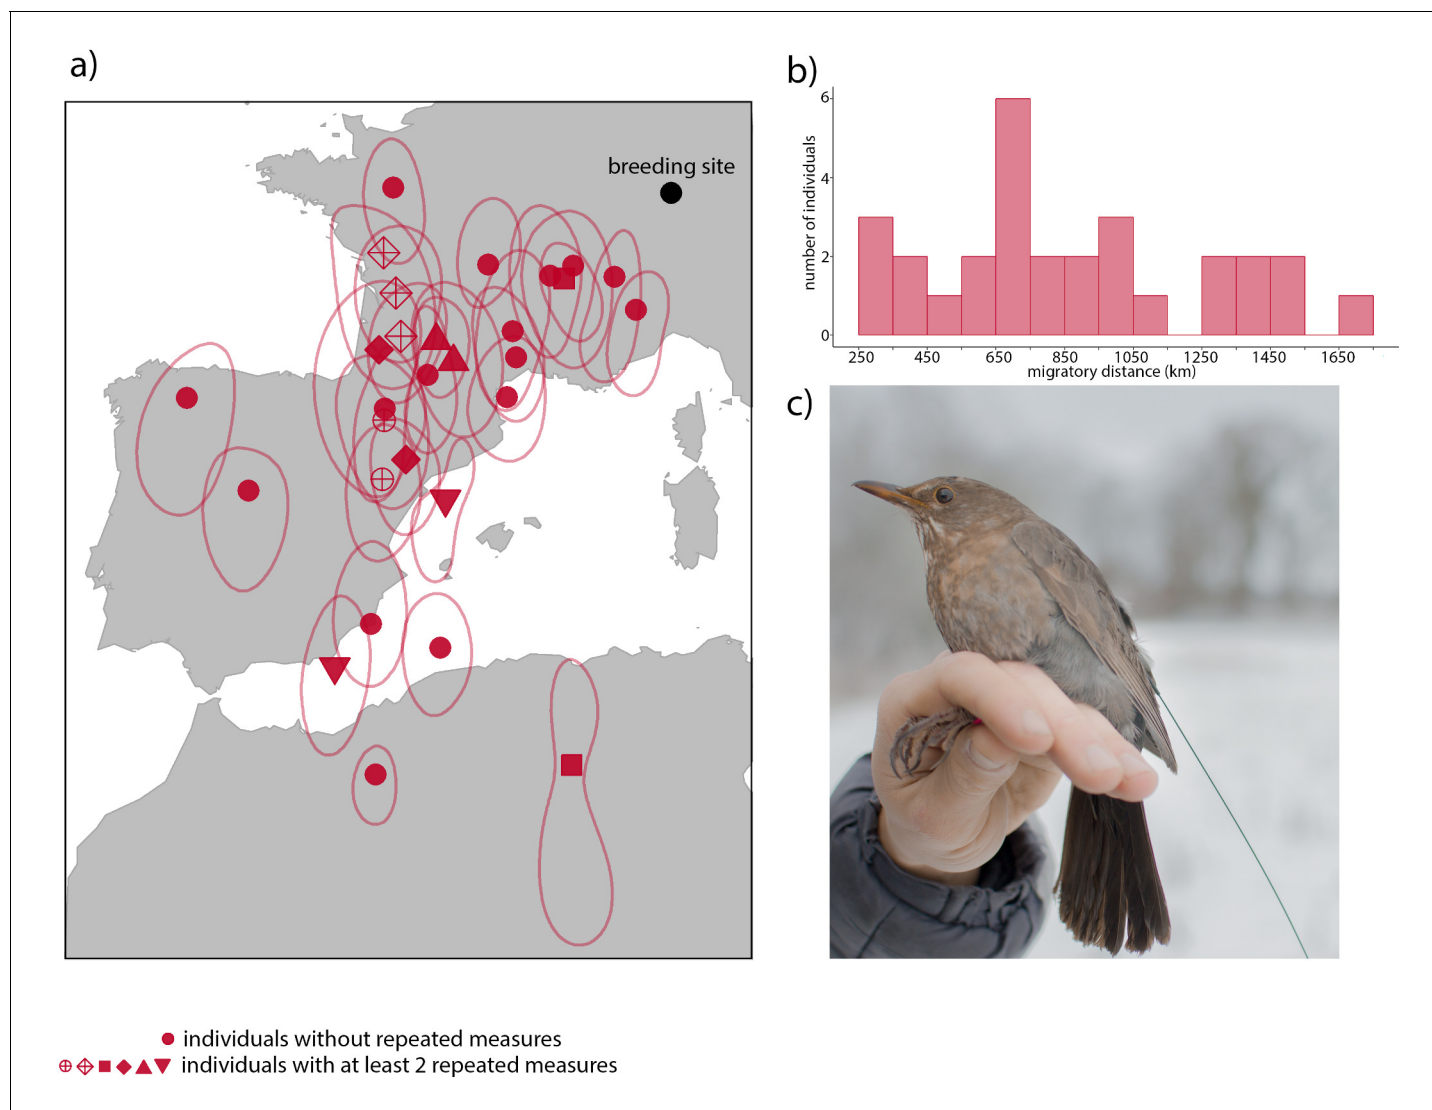 a)
breeding site
b)
number of individuals
6
4
2
0
250 450 650 850 1050 1250 1450 1650
migratory distance (km)
c)
individuals without repeated measures
individuals with at least 2 repeated measures